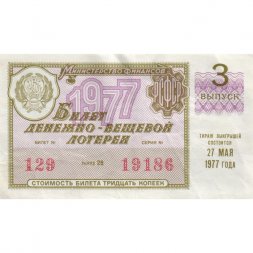 МИНИСТЕРСТВО ФИНАНСОВ
1977
3
ВЫПУСК
БИЛЕТ
ДЕНЕЖНО-ВЕЩЕВОЙ
ЛОТЕРЕИ
БИЛЕТ №
СЕРИЯ №
129
19186
ТИРАЖ ВЫИГРЫШЕЙ
СОСТОИТСЯ
27 МАЯ
1977 ГОДА
СТОИМОСТЬ БИЛЕТА ТРИДЦАТЬ КОПЕЕК